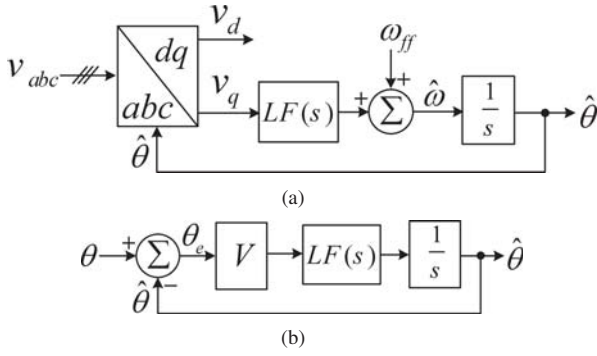 v_d
ω_ff
v_abc
dq
abc
v_q
LF(s)
+
+
Σ
ω̂
1/s
θ̂
θ̂
(a)
θ
+
−
Σ
θ_e
V
LF(s)
1/s
θ̂
θ̂
(b)